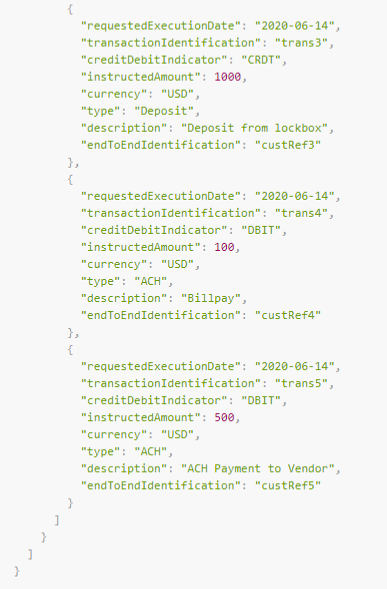 {
"requestedExecutionDate": "2020-06-14",
"transactionIdentification": "trans3",
"creditDebitIndicator": "CRDT",
"instructedAmount": 1000,
"currency": "USD",
"type": "Deposit",
"description": "Deposit from lockbox",
"endToEndIdentification": "custRef3"
},
{
"requestedExecutionDate": "2020-06-14",
"transactionIdentification": "trans4",
"creditDebitIndicator": "DBIT",
"instructedAmount": 100,
"currency": "USD",
"type": "ACH",
"description": "Billpay",
"endToEndIdentification": "custRef4"
},
{
"requestedExecutionDate": "2020-06-14",
"transactionIdentification": "trans5",
"creditDebitIndicator": "DBIT",
"instructedAmount": 500,
"currency": "USD",
"type": "ACH",
"description": "ACH Payment to Vendor",
"endToEndIdentification": "custRef5"
}
]
}
]
}